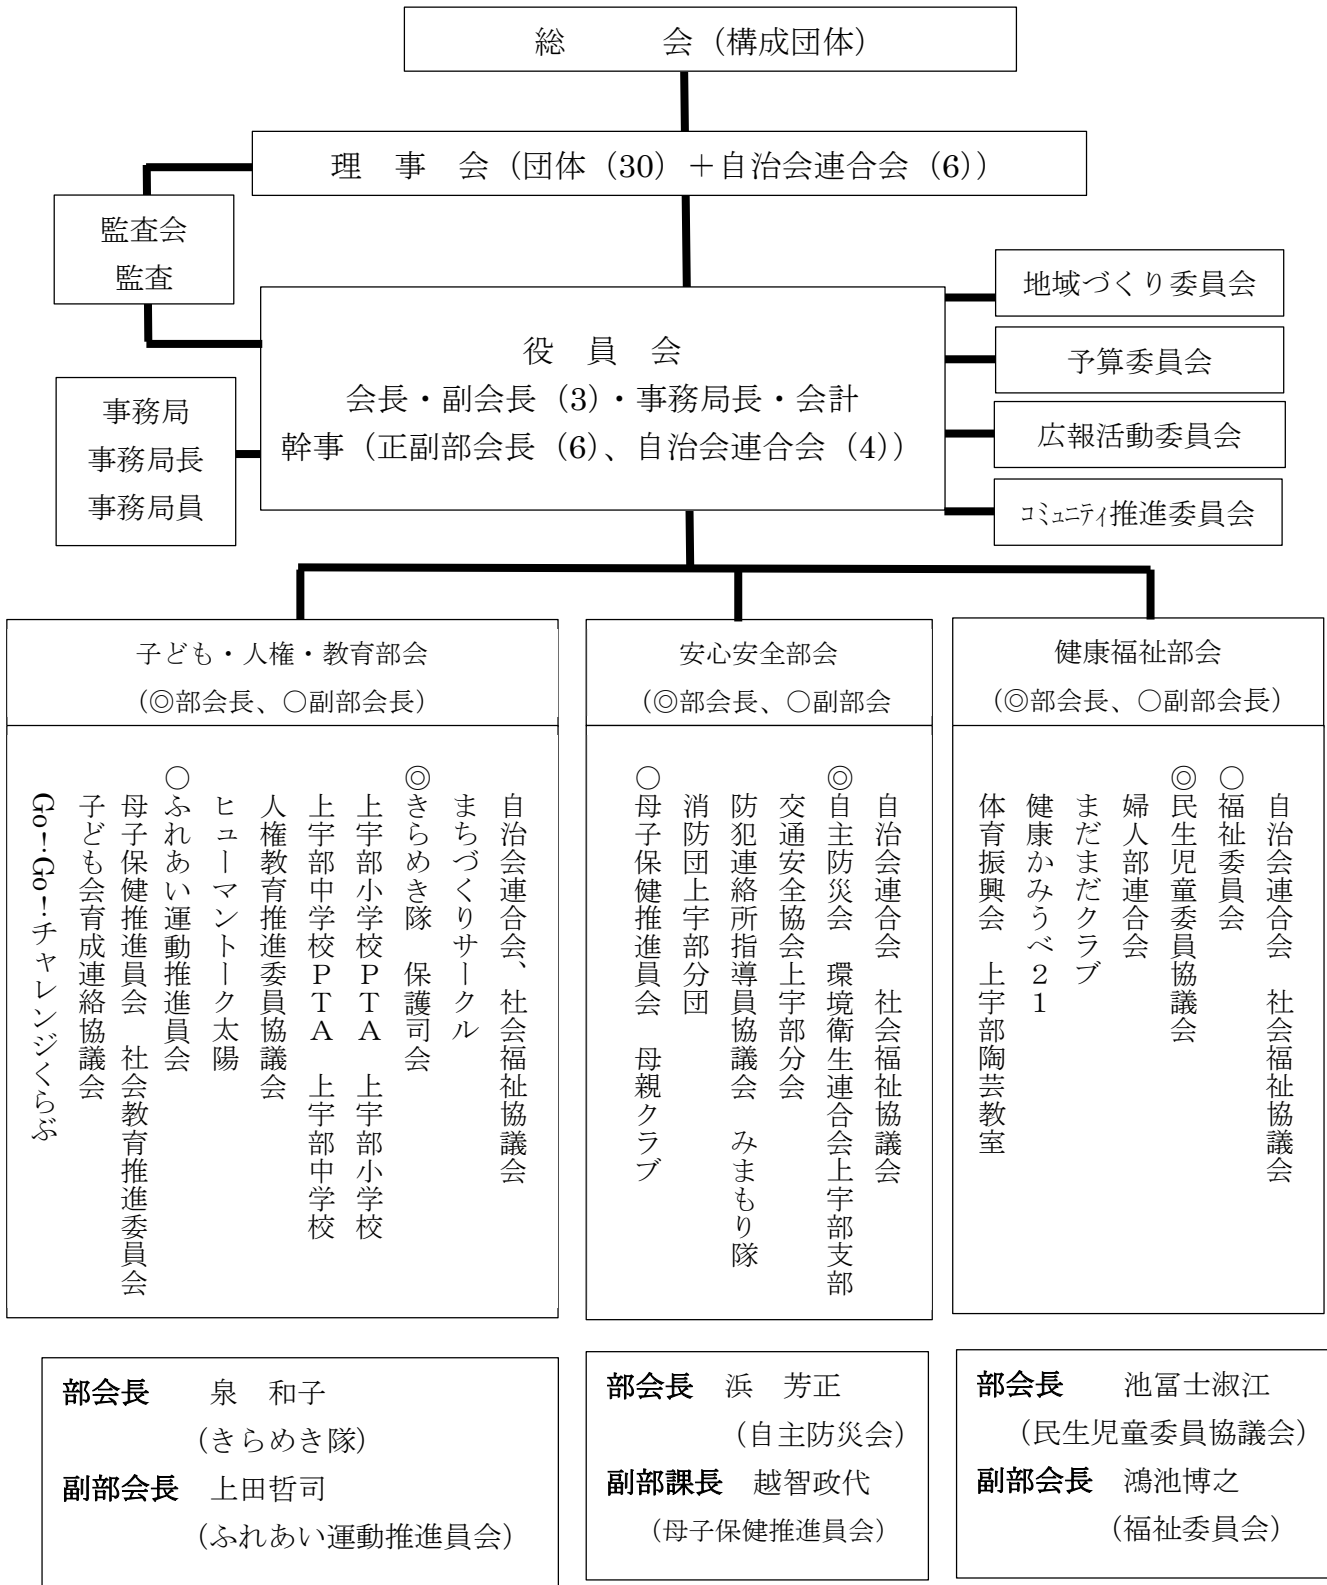 総　　　会（構成団体）
理　事　会（団体（30）＋自治会連合会（6））
監査会
監査
役　員　会
会長・副会長（3）・事務局長・会計
幹事（正副部会長（6）、自治会連合会（4））
事務局
事務局長
事務局員
地域づくり委員会
予算委員会
広報活動委員会
コミュニティ推進委員会
子ども・人権・教育部会
（◎部会長、○副部会長）
自治会連合会、社会福祉協議会
まちづくりサークル
◎きらめき隊　保護司会
上宇部小学校ＰＴＡ　上宇部小学校
上宇部中学校ＰＴＡ　上宇部中学校
人権教育推進委員協議会
ヒューマントーク太陽
○ふれあい運動推進員会
母子保健推進員会　社会教育推進委員会
子ども会育成連絡協議会
Go！Go！チャレンジくらぶ
安心安全部会
（◎部会長、○副部会
自治会連合会　社会福祉協議会
◎自主防災会　環境衛生連合会上宇部支部
交通安全協会上宇部分会
防犯連絡所指導員協議会　みまもり隊
消防団上宇部分団
○母子保健推進員会　母親クラブ
健康福祉部会
（◎部会長、○副部会長）
自治会連合会　社会福祉協議会
○福祉委員会
◎民生児童委員協議会
婦人部連合会
まだまだクラブ
健康かみうべ２１
体育振興会　上宇部陶芸教室
部会長　泉　和子
（きらめき隊）
副部会長　上田哲司
（ふれあい運動推進員会）
部会長　浜　芳正
（自主防災会）
副部課長　越智政代
（母子保健推進員会）
部会長　池冨士淑江
（民生児童委員協議会）
副部会長　鴻池博之
（福祉委員会）